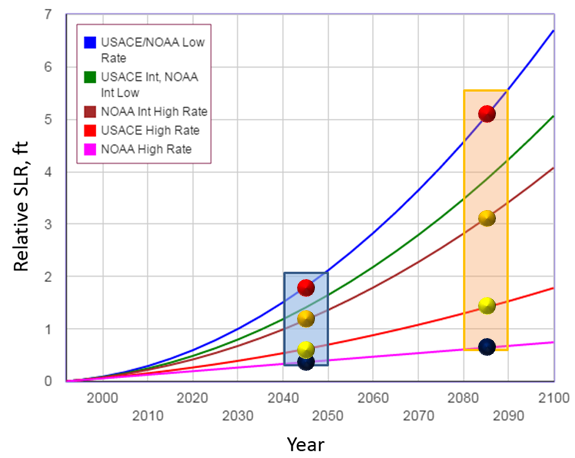 7
6
5
4
3
2
1
0
Relative SLR, ft
USACE/NOAA Low
Rate
USACE Int, NOAA
Int Low
NOAA Int High Rate
USACE High Rate
NOAA High Rate
2000 2020 2040 2060 2080 2100
2010 2030 2050 2070 2090
Year